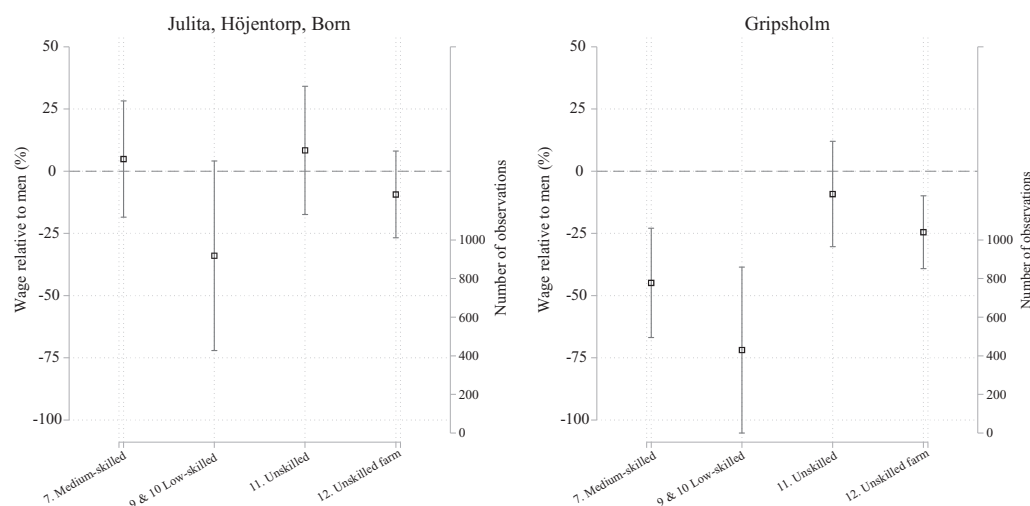 Julita, Höjentorp, Born
50
25
0
-25
-50
-75
-100
Wage relative to men (%)
1000
800
600
400
200
0
Number of observations
7. Medium-skilled
9 & 10 Low-skilled
11. Unskilled
12. Unskilled farm
Gripsholm
50
25
0
-25
-50
-75
-100
Wage relative to men (%)
1000
800
600
400
200
0
Number of observations
7. Medium-skilled
9 & 10 Low-skilled
11. Unskilled
12. Unskilled farm